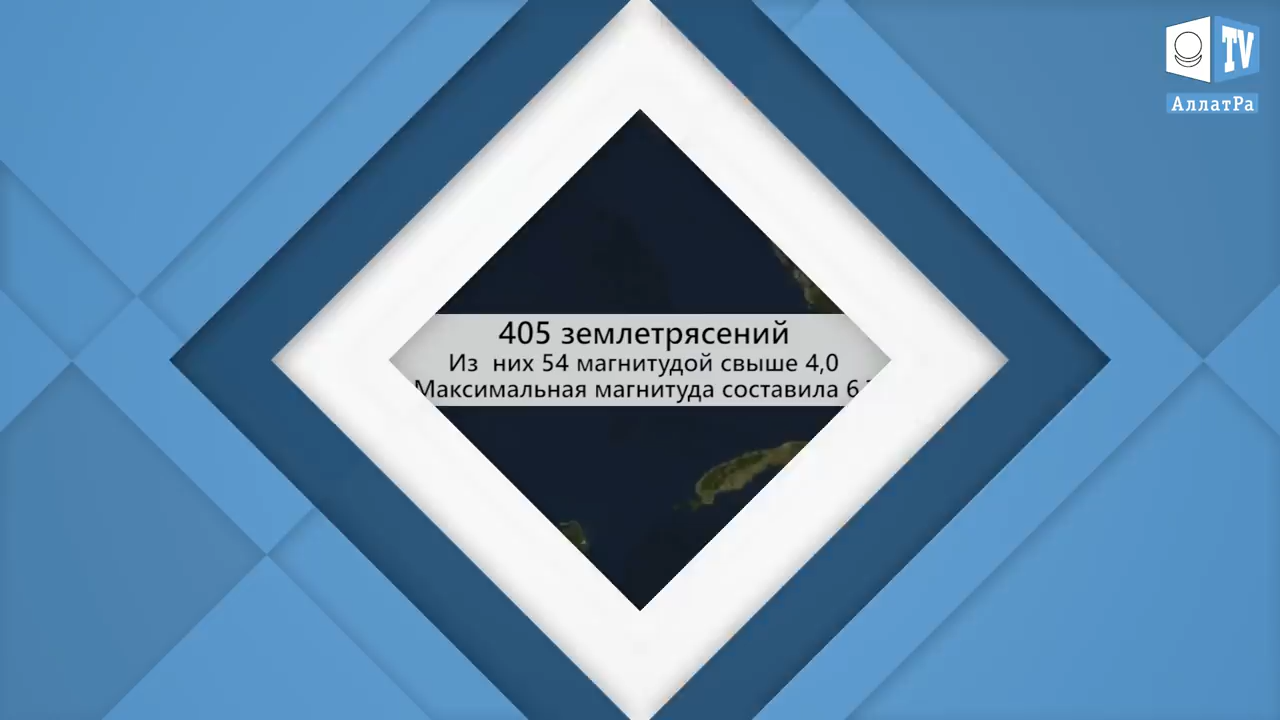 TV
АллатРа
405 землетрясений
Из них 54 магнитудой свыше 4,0
Максимальная магнитуда составила